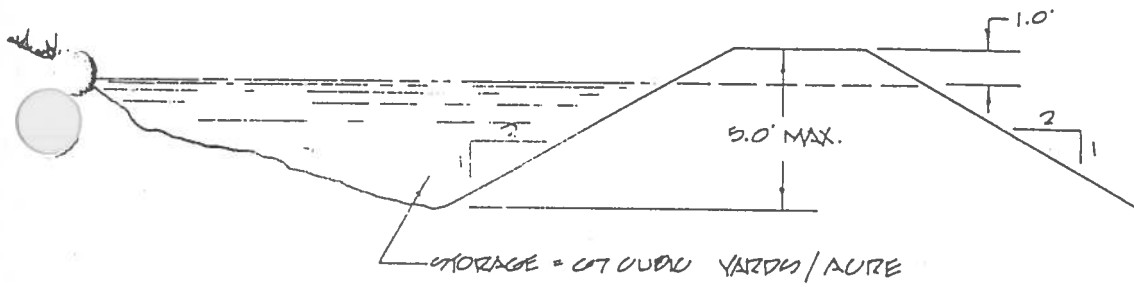 1.0'
2
1
5.0' MAX.
2
1
STORAGE = 67 CUBIC YARDS / ACRE